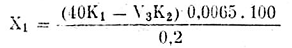 X₁ = (40K₁ — V₃K₂) 0,0065 . 100 / 0,2